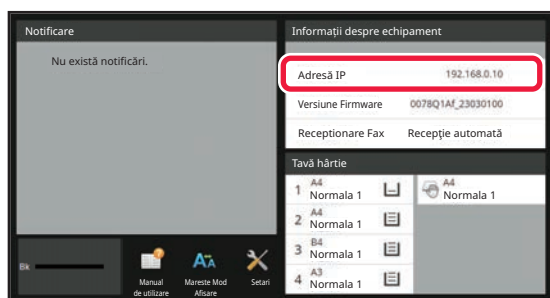 Notificare
Nu există notificări.
Informații despre echipament
Adresă IP 192.168.0.10
Versiune Firmware 0078Q1Af_23030100
Receptionare Fax Recepție automată
Tavă hârtie
1 A4
Normala 1
A4
Normala 1
2 A4
Normala 1
3 B4
Normala 1
4 A3
Normala 1
Bk
Manual
de utilizare
Mareste Mod
Afisare
Setari